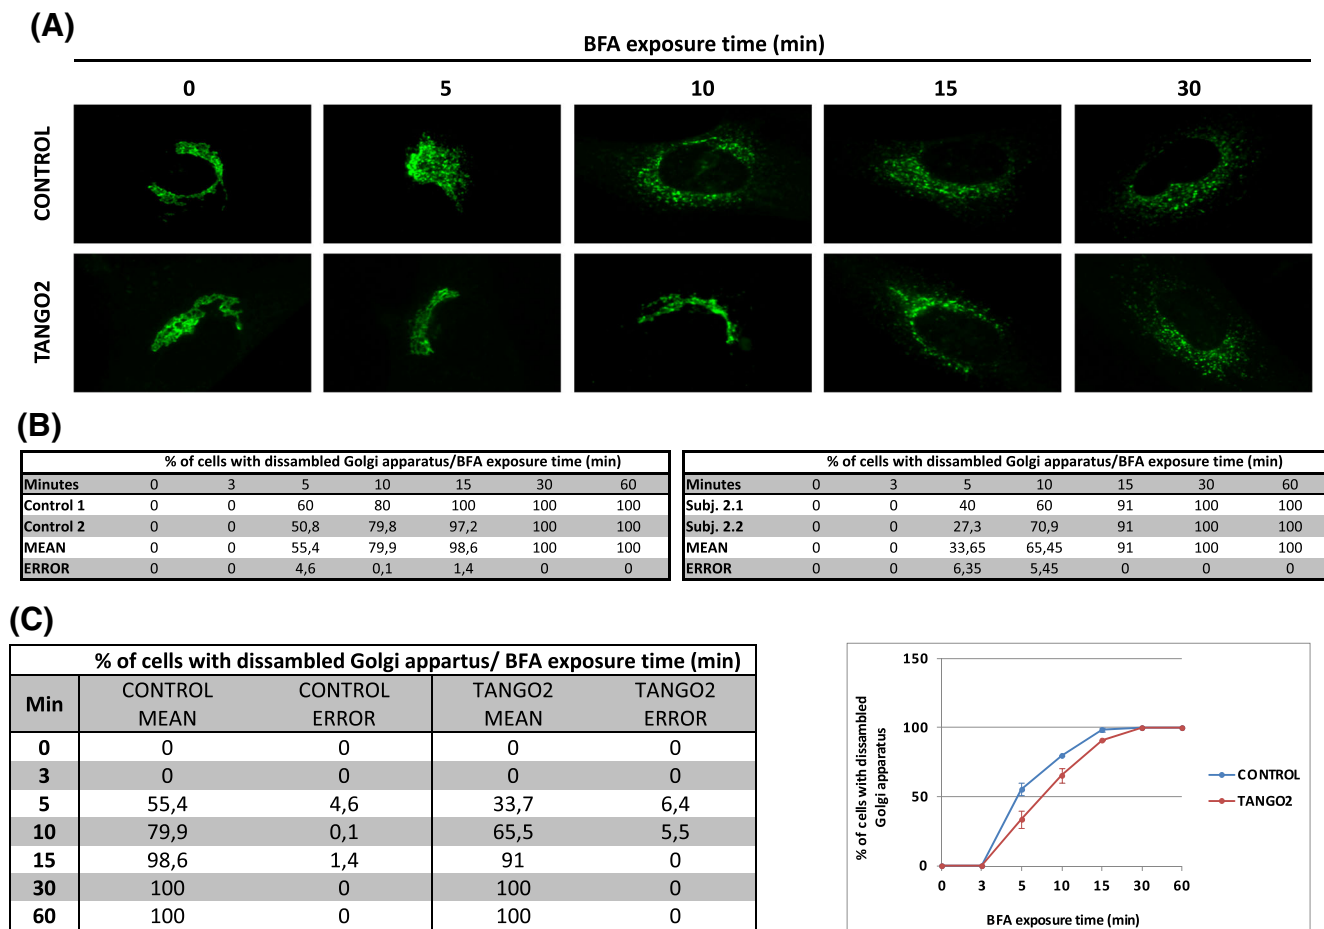 (A)
BFA exposure time (min)
0 5 10 15 30
CONTROL
TANGO2
(B)
% of cells with dissambled Golgi apparatus/BFA exposure time (min)
Minutes 0 3 5 10 15 30 60
Control 1 0 0 60 80 100 100 100
Control 2 0 0 50,8 79,8 97,2 100 100
MEAN 0 0 55,4 79,9 98,6 100 100
ERROR 0 0 4,6 0,1 1,4 0 0
% of cells with dissambled Golgi apparatus/BFA exposure time (min)
Minutes 0 3 5 10 15 30 60
Subj. 2.1 0 0 40 60 91 100 100
Subj. 2.2 0 0 27,3 70,9 91 100 100
MEAN 0 0 33,65 65,45 91 100 100
ERROR 0 0 6,35 5,45 0 0 0
(C)
% of cells with dissambled Golgi appartus/ BFA exposure time (min)
Min CONTROL MEAN CONTROL ERROR TANGO2 MEAN TANGO2 ERROR
0 0 0 0 0
3 0 0 0 0
5 55,4 4,6 33,7 6,4
10 79,9 0,1 65,5 5,5
15 98,6 1,4 91 0
30 100 0 100 0
60 100 0 100 0
% of cells with dissambled
Golgi apparatus
150
100
50
0
0 3 5 10 15 30 60
BFA exposure time (min)
CONTROL
TANGO2